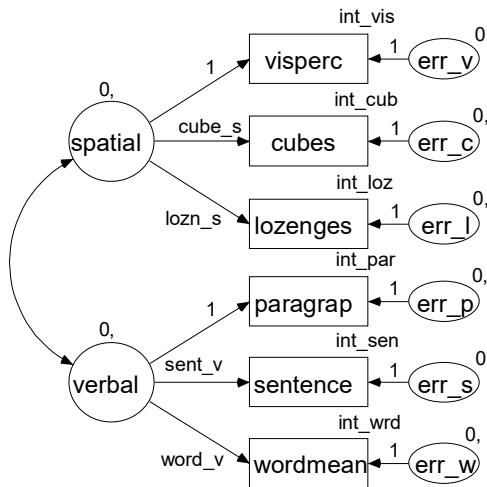 int_vis
0,
1
visperc
1
err_v
0,
spatial
int_cub
0,
cube_s
cubes
1
err_c
int_loz
0,
lozn_s
lozenges
1
err_l
int_par
0,
1
paragrap
1
err_p
0,
verbal
int_sen
0,
sent_v
sentence
1
err_s
int_wrd
0,
word_v
wordmean
1
err_w